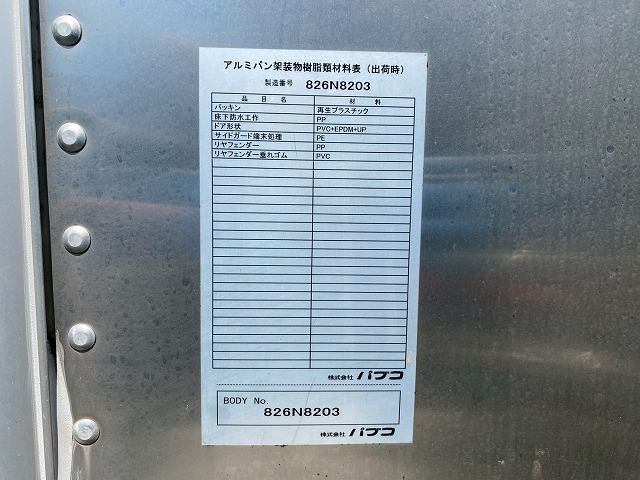 アルミバン架装物樹脂類材料表(出荷時)
製造番号 826N8203
品目名 材料
パッキン 再生プラスチック
床下防水工作 PP
ドア形状 PVC+EPDM+UP
サイドガード端末処理 PE
リヤフェンダー PP
リヤフェンダー垂れゴム PVC
株式会社 パブコ
BODY No.
826N8203
株式会社 パブコ